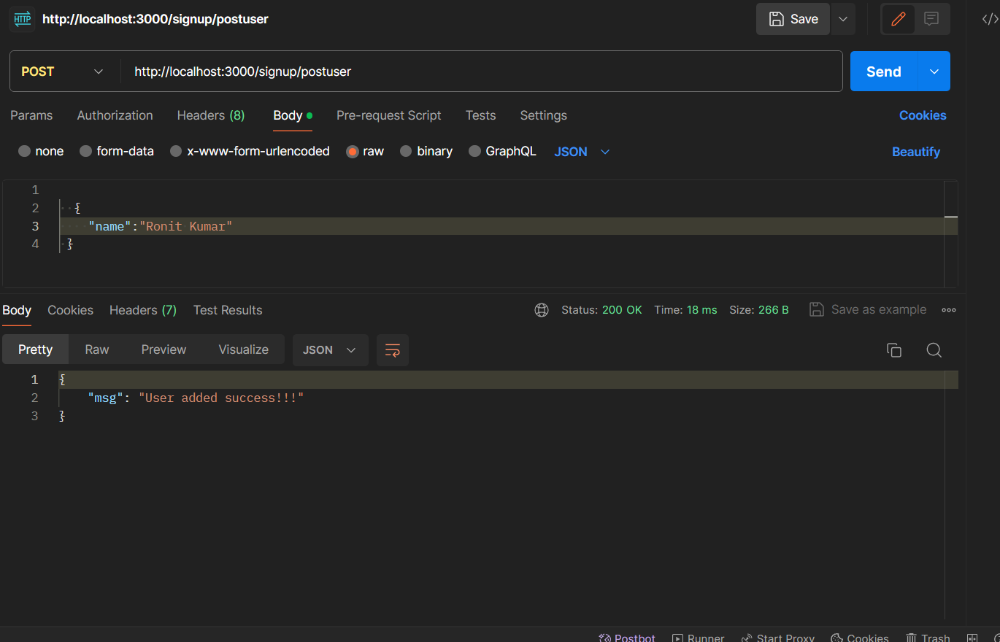 HTTP http://localhost:3000/signup/postuser Save </>
POST http://localhost:3000/signup/postuser Send
Params Authorization Headers (8) Body Pre-request Script Tests Settings Cookies
none form-data x-www-form-urlencoded raw binary GraphQL JSON Beautify
1
2 {
3 "name":"Ronit Kumar"
4 }
Body Cookies Headers (7) Test Results Status: 200 OK Time: 18 ms Size: 266 B Save as example
Pretty Raw Preview Visualize JSON
1 {
2 "msg": "User added success!!!"
3 }
Postbot Runner Start Proxy Cookies Trash